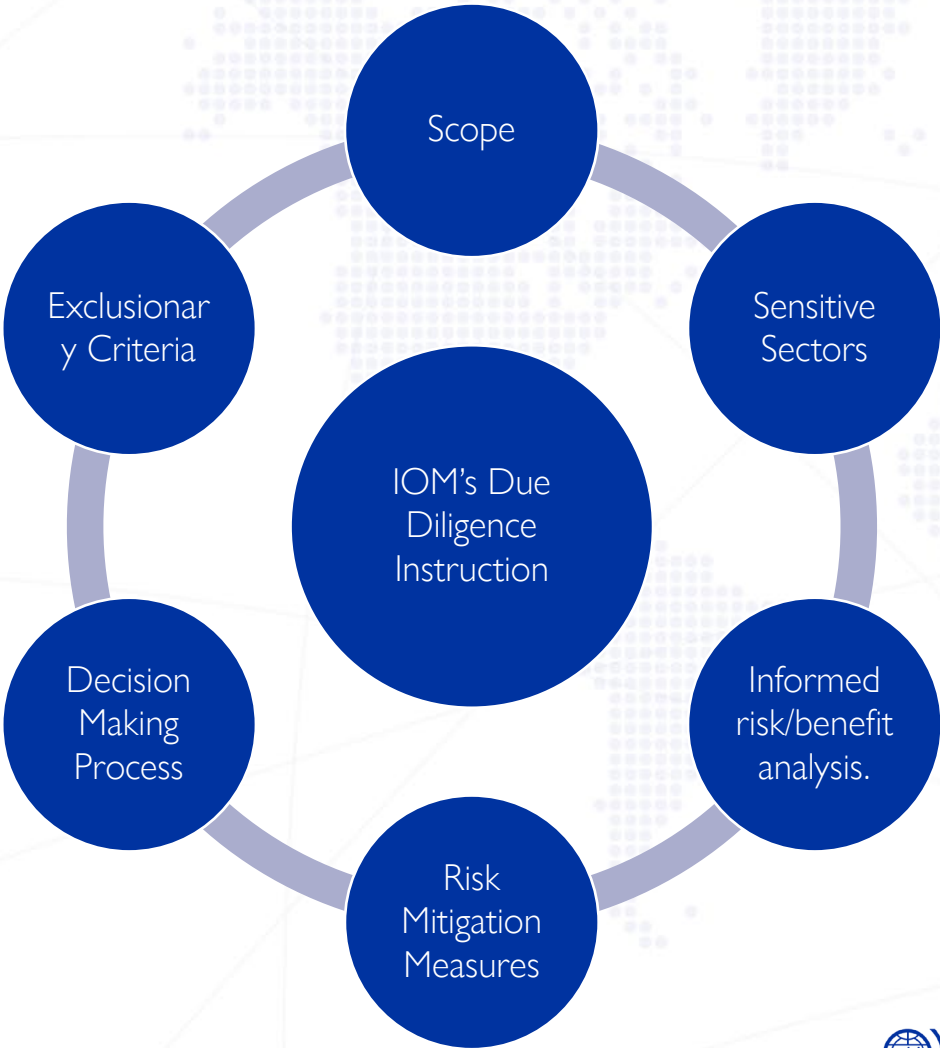 Scope
Exclusionar
y Criteria
Sensitive
Sectors
IOM's Due
Diligence
Instruction
Decision
Making
Process
Informed
risk/benefit
analysis.
Risk
Mitigation
Measures